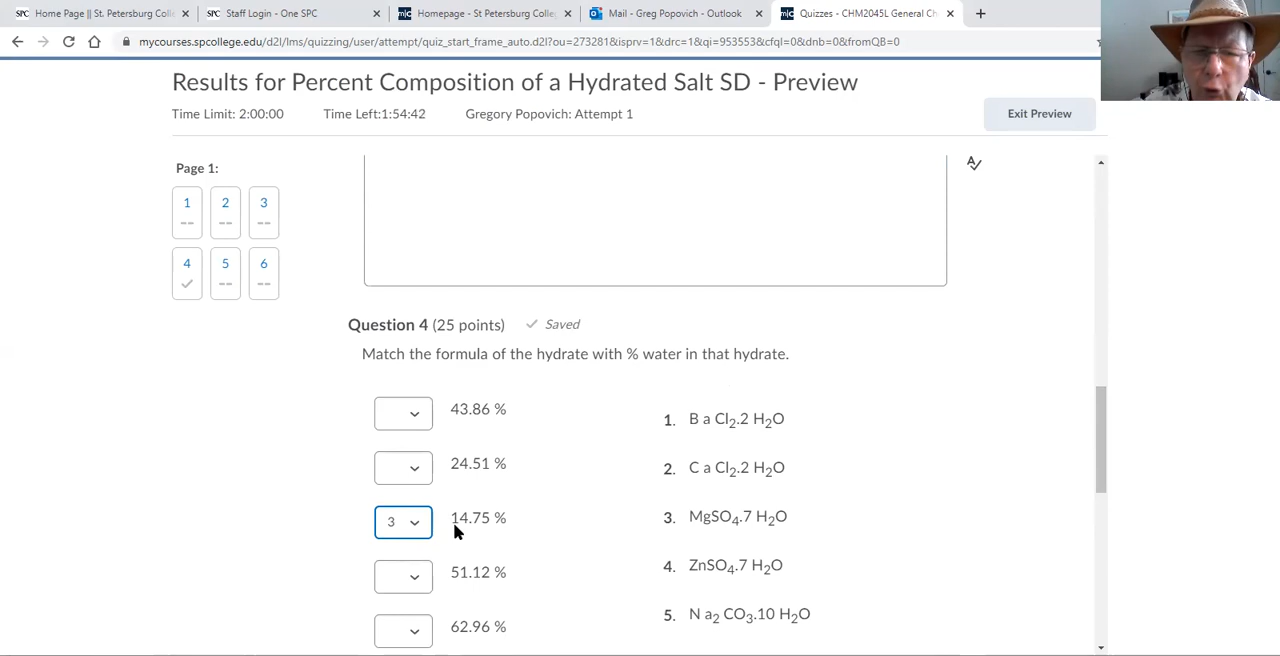 SPC Home Page || St. Petersburg Colle × SPC Staff Login - One SPC × Homepage - St Petersburg Colle × Mail - Greg Popovich - Outlook × Quizzes - CHM2045L General Ch × +
mycourses.spcollege.edu/d2l/lms/quizzing/user/attempt/quiz_start_frame_auto.d2l?ou=273281&isprv=1&drc=1&qi=953553&cfql=0&dnb=0&fromQB=0
Results for Percent Composition of a Hydrated Salt SD - Preview
Time Limit: 2:00:00 Time Left:1:54:42 Gregory Popovich: Attempt 1
Exit Preview
Page 1:
1 2 3
-- -- --
4 5 6
-- --
Question 4 (25 points) Saved
Match the formula of the hydrate with % water in that hydrate.
43.86 %
24.51 %
3 14.75 %
51.12 %
62.96 %
1. B a Cl₂.2 H₂O
2. C a Cl₂.2 H₂O
3. MgSO₄.7 H₂O
4. ZnSO₄.7 H₂O
5. N a₂ CO₃.10 H₂O